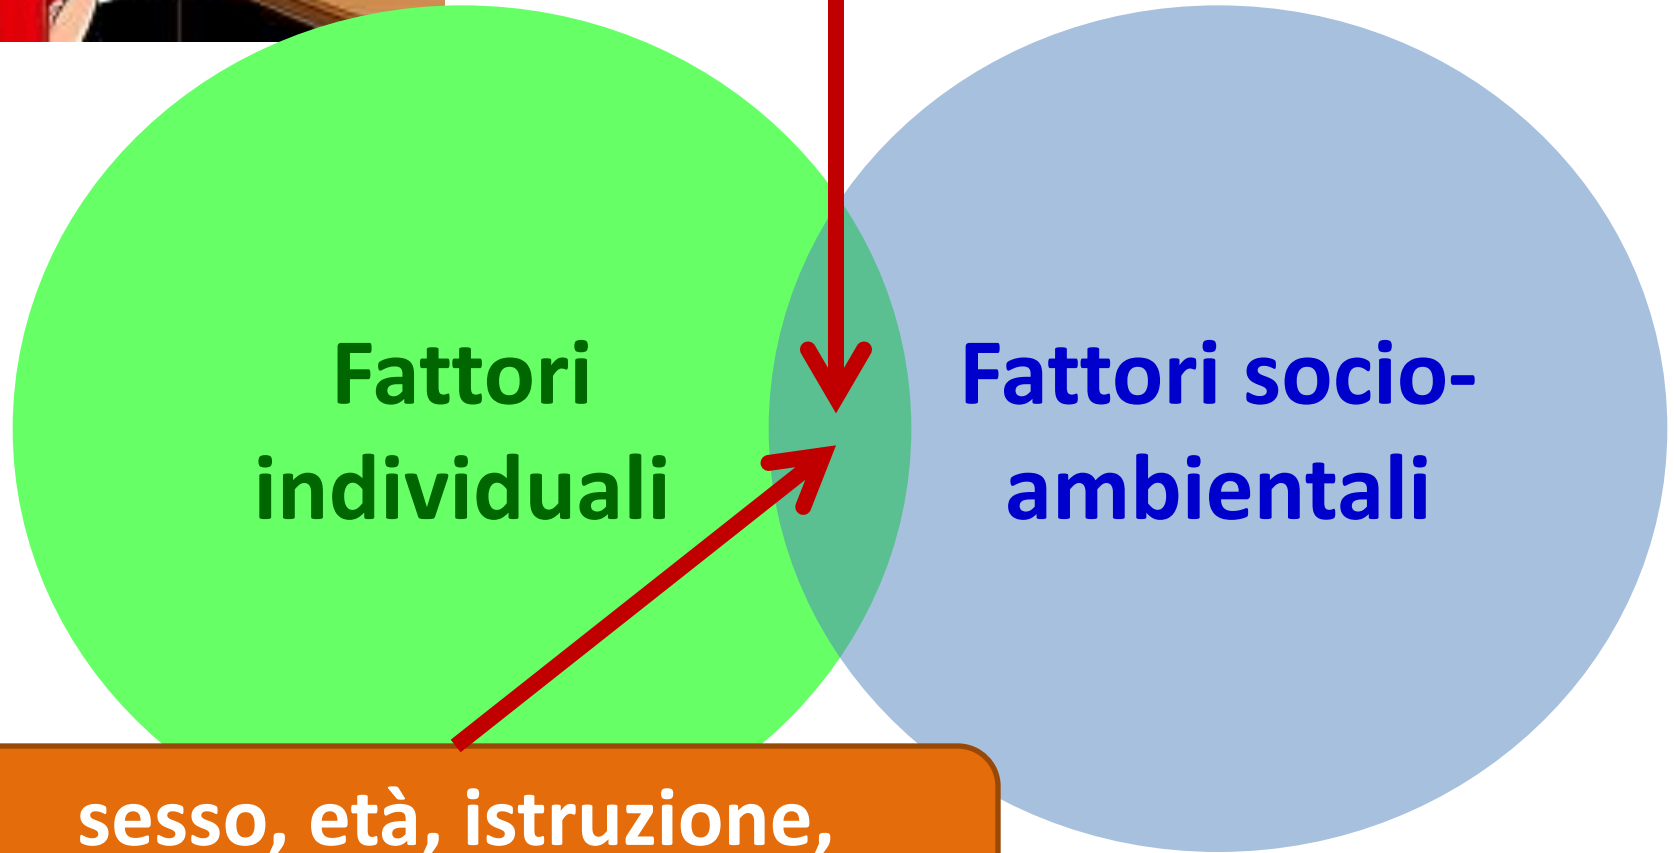 Fattori
individuali
Fattori socio-
ambientali
sesso, età, istruzione,